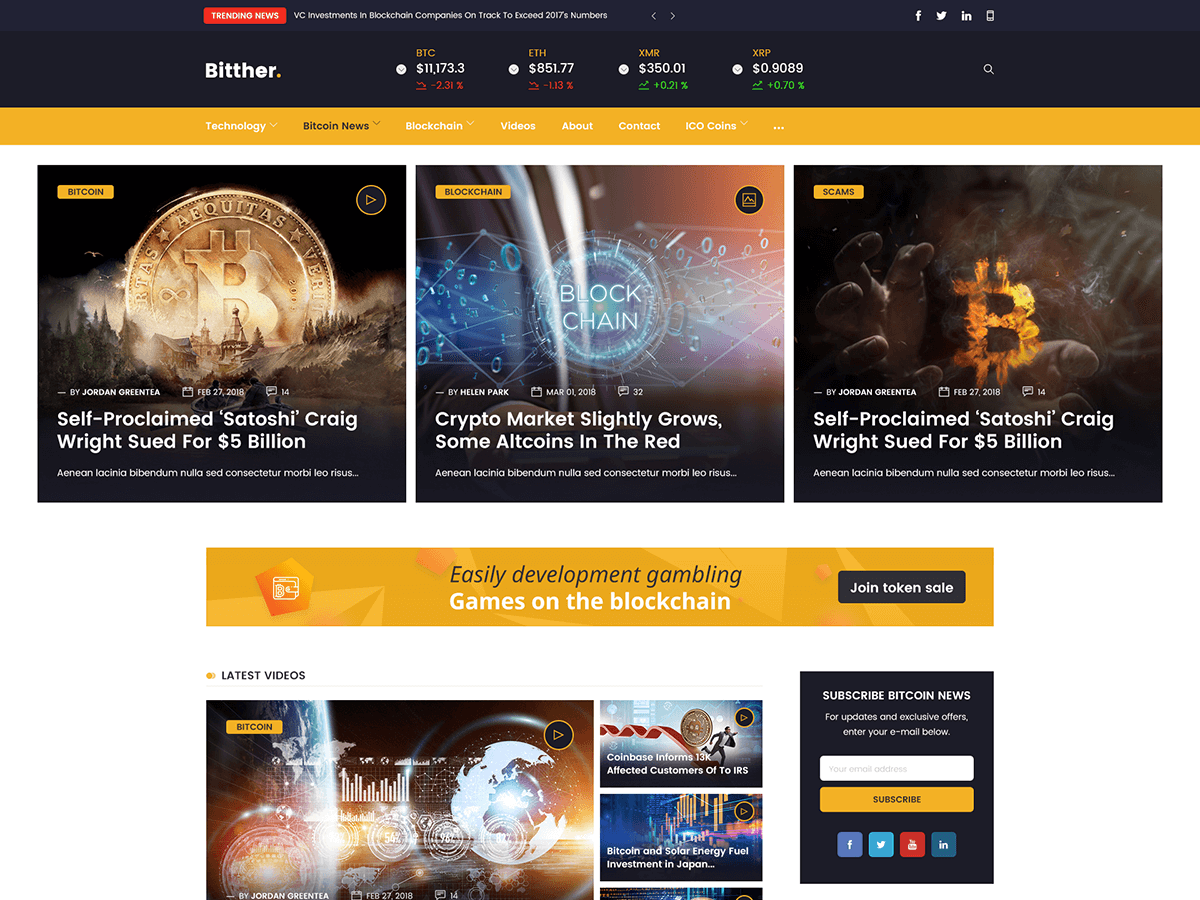 TRENDING NEWS
VC Investments In Blockchain Companies On Track To Exceed 2017's Numbers
Bitther.
BTC
$11,173.3
-2.31 %
ETH
$851.77
-1.13 %
XMR
$350.01
+0.21 %
XRP
$0.9089
+0.70 %
Technology
Bitcoin News
Blockchain
Videos
About
Contact
ICO Coins
...
BITCOIN
AEQUITAS VERIT
— BY JORDAN GREENTEA FEB 27, 2018 14
Self-Proclaimed ‘Satoshi’ Craig
Wright Sued For $5 Billion
Aenean lacinia bibendum nulla sed consectetur morbi leo risus...
BLOCKCHAIN
BLOCK
CHAIN
— BY HELEN PARK MAR 01, 2018 32
Crypto Market Slightly Grows,
Some Altcoins In The Red
Aenean lacinia bibendum nulla sed consectetur morbi leo risus...
SCAMS
— BY JORDAN GREENTEA FEB 27, 2018 14
Self-Proclaimed ‘Satoshi’ Craig
Wright Sued For $5 Billion
Aenean lacinia bibendum nulla sed consectetur morbi leo risus...
Easily development gambling
Games on the blockchain
Join token sale
LATEST VIDEOS
BITCOIN
— BY JORDAN GREENTEA FEB 27, 2018 14
Coinbase Informs 13K
Affected Customers Of To IRS
Bitcoin and Solar Energy Fuel
Investment in Japan...
SUBSCRIBE BITCOIN NEWS
For updates and exclusive offers,
enter your e-mail below.
Your email address
SUBSCRIBE